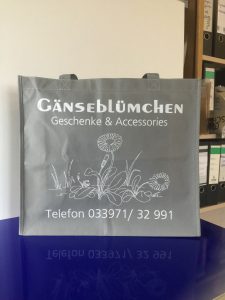 Gänseblümchen
Geschenke & Accessories
Telefon 033971/ 32 991